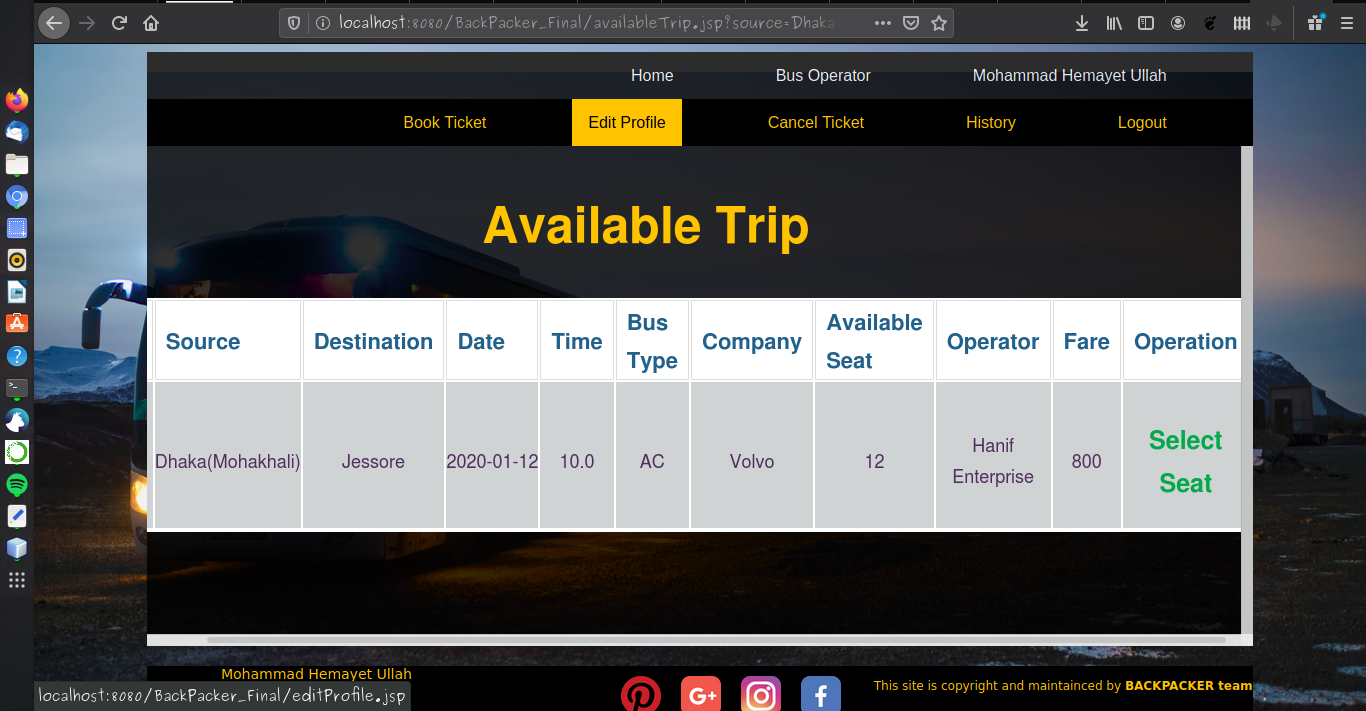 localhost:8080/BackPacker_Final/availableTrip.jsp?source=Dhaka
Home Bus Operator Mohammad Hemayet Ullah
Book Ticket Edit Profile Cancel Ticket History Logout
Available Trip
Source Destination Date Time Bus Type Company Available Seat Operator Fare Operation
Dhaka(Mohakhali) Jessore 2020-01-12 10.0 AC Volvo 12 Hanif Enterprise 800 Select Seat
Mohammad Hemayet Ullah
This site is copyright and maintainced by BACKPACKER team
localhost:8080/BackPacker_Final/editProfile.jsp